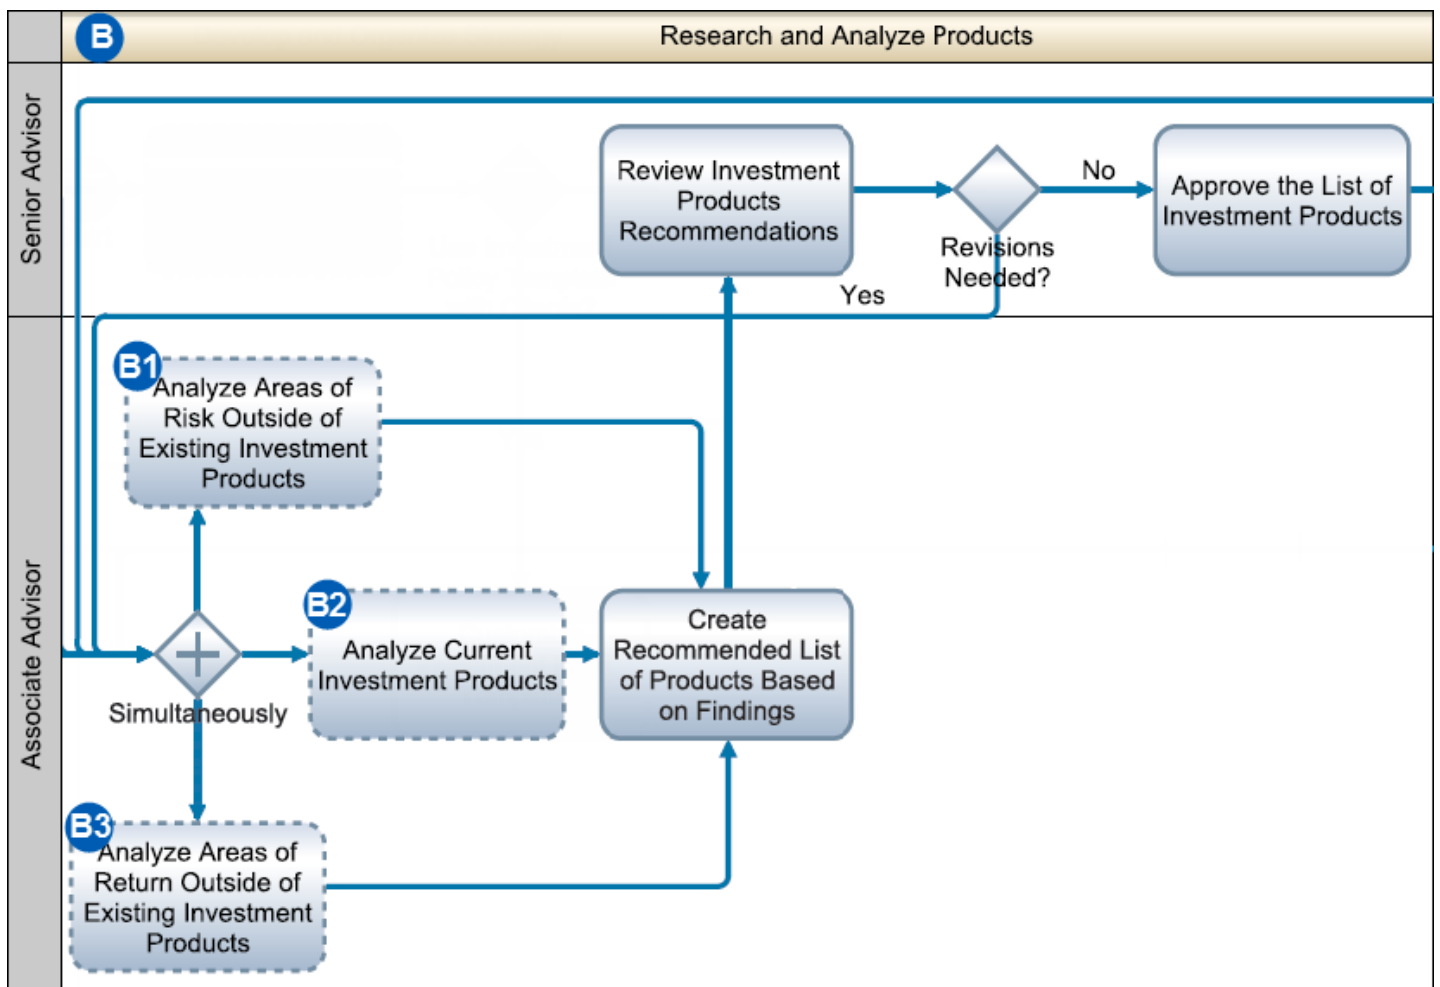 B
Research and Analyze Products
Senior Advisor
Review Investment
Products
Recommendations
Revisions
Needed?
No
Yes
Approve the List of
Investment Products
Associate Advisor
B1
Analyze Areas of
Risk Outside of
Existing Investment
Products
Simultaneously
B2
Analyze Current
Investment Products
Create
Recommended List
of Products Based
on Findings
B3
Analyze Areas of
Return Outside of
Existing Investment
Products